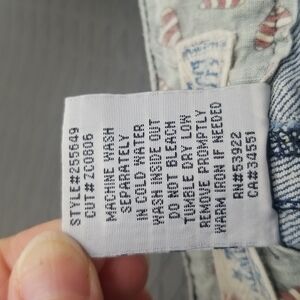 STYLE#255649
CUT#ZC0806
MACHINE WASH
SEPARATELY
IN COLD WATER
WASH INSIDE OUT
DO NOT BLEACH
TUMBLE DRY LOW
REMOVE PROMPTLY
WARM IRON IF NEEDED
RN#53922
CA#34551